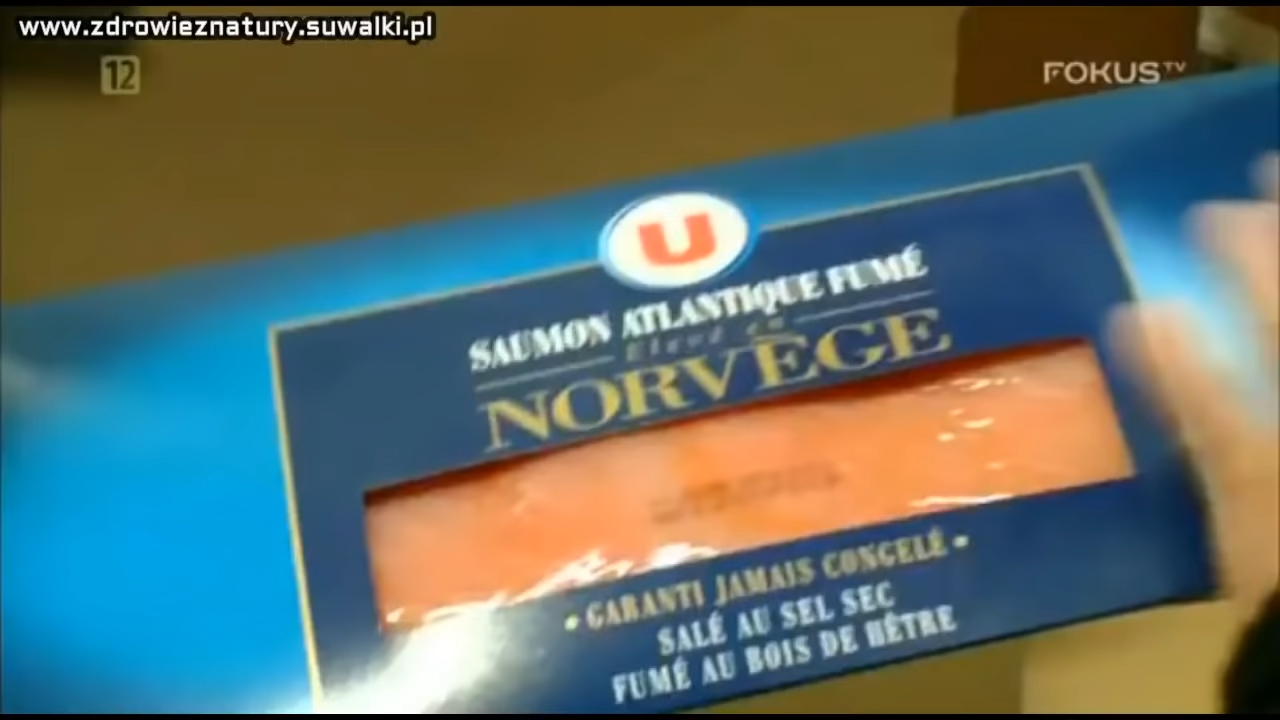 www.zdrowieznatury.suwalki.pl
12
FOKUS TV
U
SAUMON ATLANTIQUE FUMÉ
Élevé en
NORVÈGE
• GARANTI JAMAIS CONGELÉ •
SALÉ AU SEL SEC
FUMÉ AU BOIS DE HÊTRE